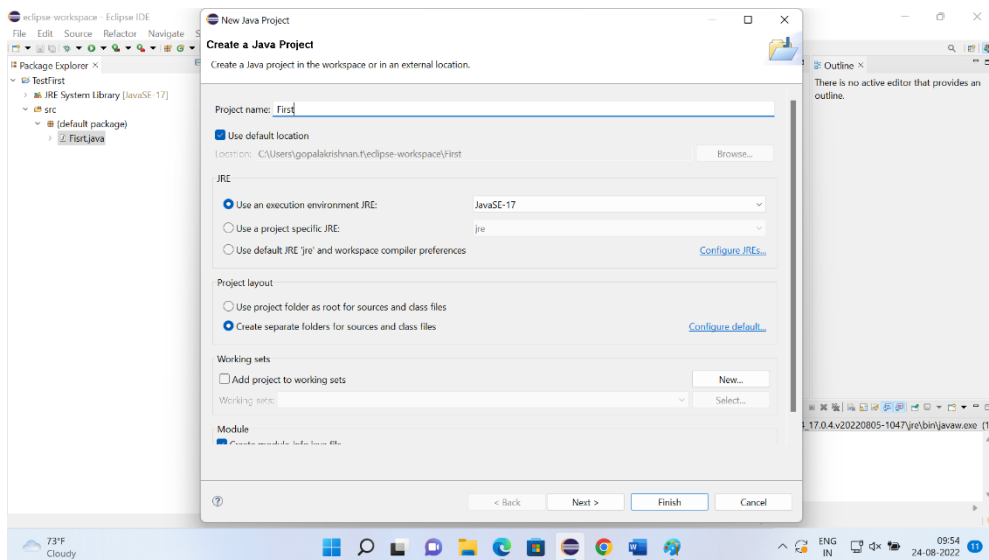 eclipse-workspace - Eclipse IDE
File Edit Source Refactor Navigate S
Package Explorer ×
TestFirst
JRE System Library [JavaSE-17]
src
(default package)
Fisrt.java
New Java Project
Create a Java Project
Create a Java project in the workspace or in an external location.
Project name: First
Use default location
Location: C:\Users\gopalakrishnan.t\eclipse-workspace\First Browse...
JRE
Use an execution environment JRE: JavaSE-17
Use a project specific JRE: jre
Use default JRE 'jre' and workspace compiler preferences Configure JREs...
Project layout
Use project folder as root for sources and class files
Create separate folders for sources and class files Configure default...
Working sets
Add project to working sets New...
Working sets: Select...
Module
Create module-info.java file
< Back Next > Finish Cancel
Outline ×
There is no active editor that provides an
outline.
_17.0.4.v20220805-1047\jre\bin\javaw.exe (1
73°F
Cloudy
ENG
IN
09:54
24-08-2022
11